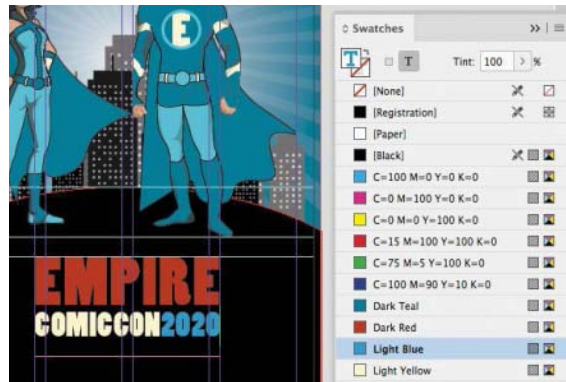 E
EMPIRE
COMICCON2020
Swatches
T
T
Tint: 100 > %
[None]
[Registration]
[Paper]
[Black]
C=100 M=0 Y=0 K=0
C=0 M=100 Y=0 K=0
C=0 M=0 Y=100 K=0
C=15 M=100 Y=100 K=0
C=75 M=5 Y=100 K=0
C=100 M=90 Y=10 K=0
Dark Teal
Dark Red
Light Blue
Light Yellow